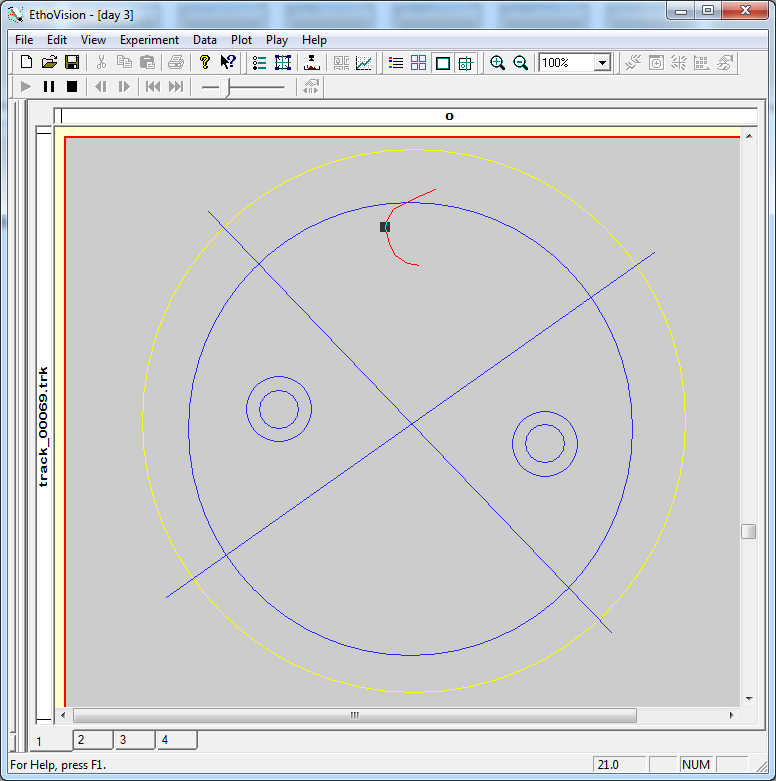 EthoVision - [day 3]
File Edit View Experiment Data Plot Play Help
100%
o
track_00069.trk
1 2 3 4
For Help, press F1.
21.0
NUM